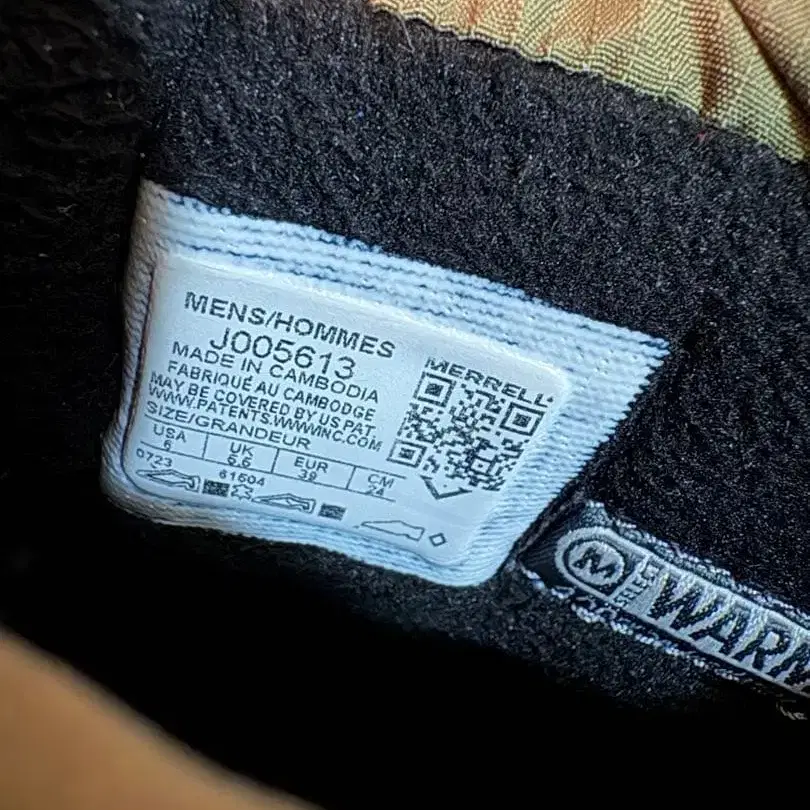 MENS/HOMMES
J005613
MADE IN CAMBODIA
FABRIQUÉ AU CAMBODGE
MAY BE COVERED BY US PAT.
WWW.PATENTS.WWWINC.COM
SIZE/GRANDEUR
USA UK EUR CM
6 5.5 39 24
0723 61604
MERRELL
M
WARM